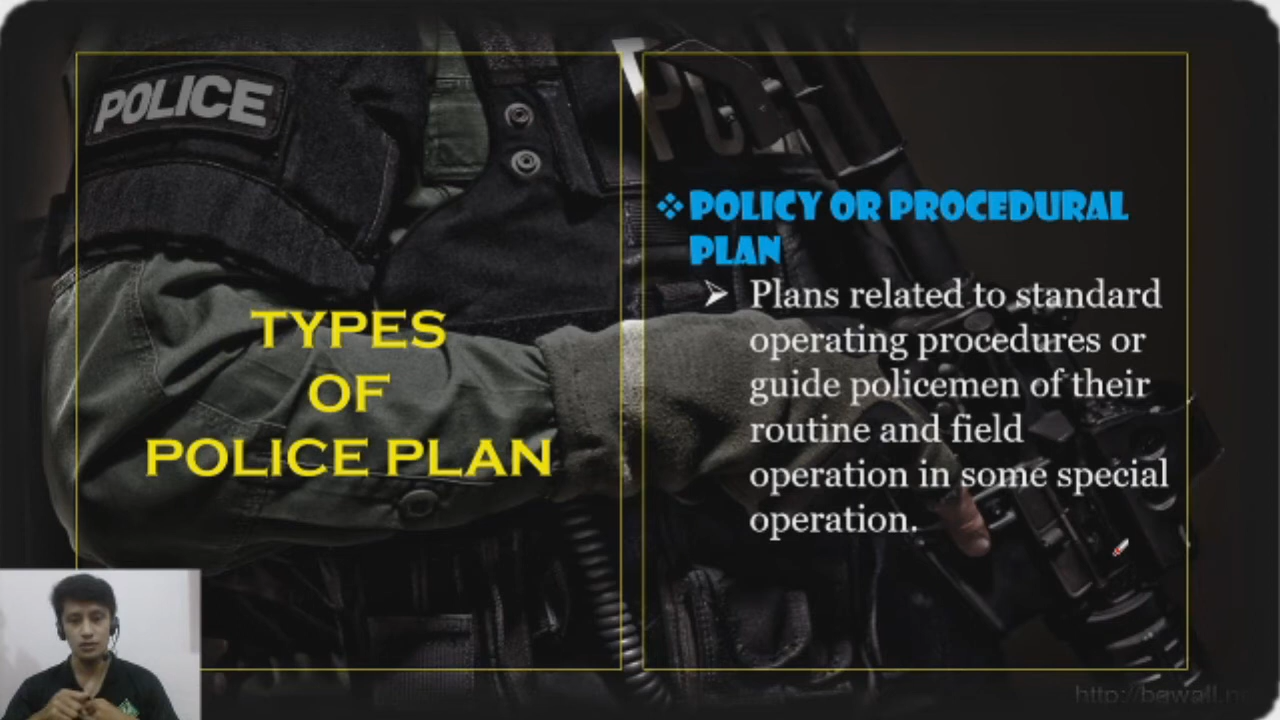 POLICE
TYPES
OF
POLICE PLAN
❖POLICY OR PROCEDURAL
PLAN
➢ Plans related to standard
operating procedures or
guide policemen of their
routine and field
operation in some special
operation.